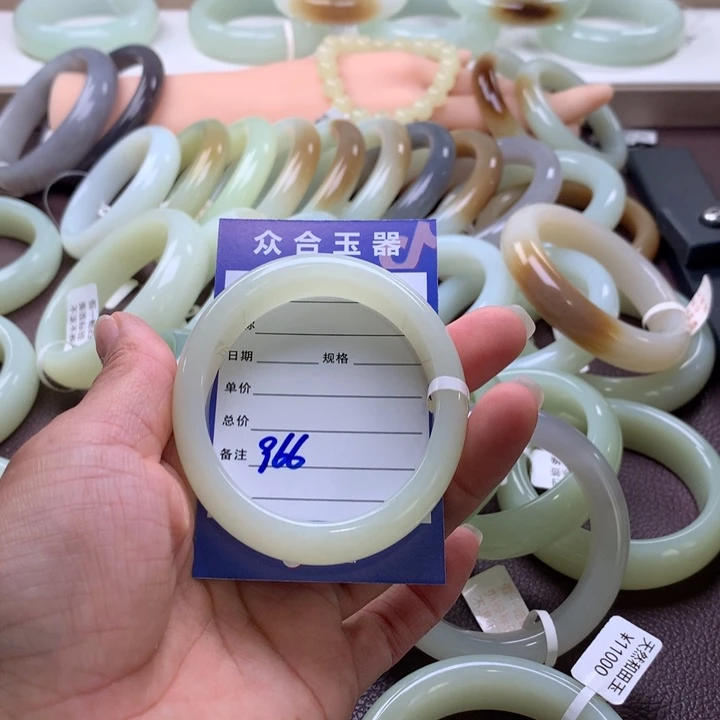 众合玉器
日期
规格
单价
总价
备注 966
天然和田玉
¥11000